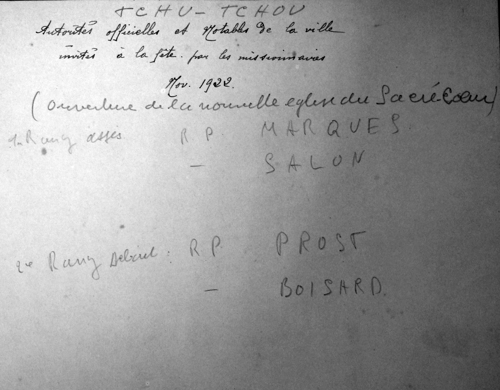 TCHU-TCHOU
Autorités officielles et Notables de la ville
invités à la fête par les missionnaires
Nov. 1922.
(Ouverture de la nouvelle eglise du Sacré Coeur)
1er Rang assis R P MARQUES
— SALON
2e Rang debout : R P. PROST
— BOISARD.